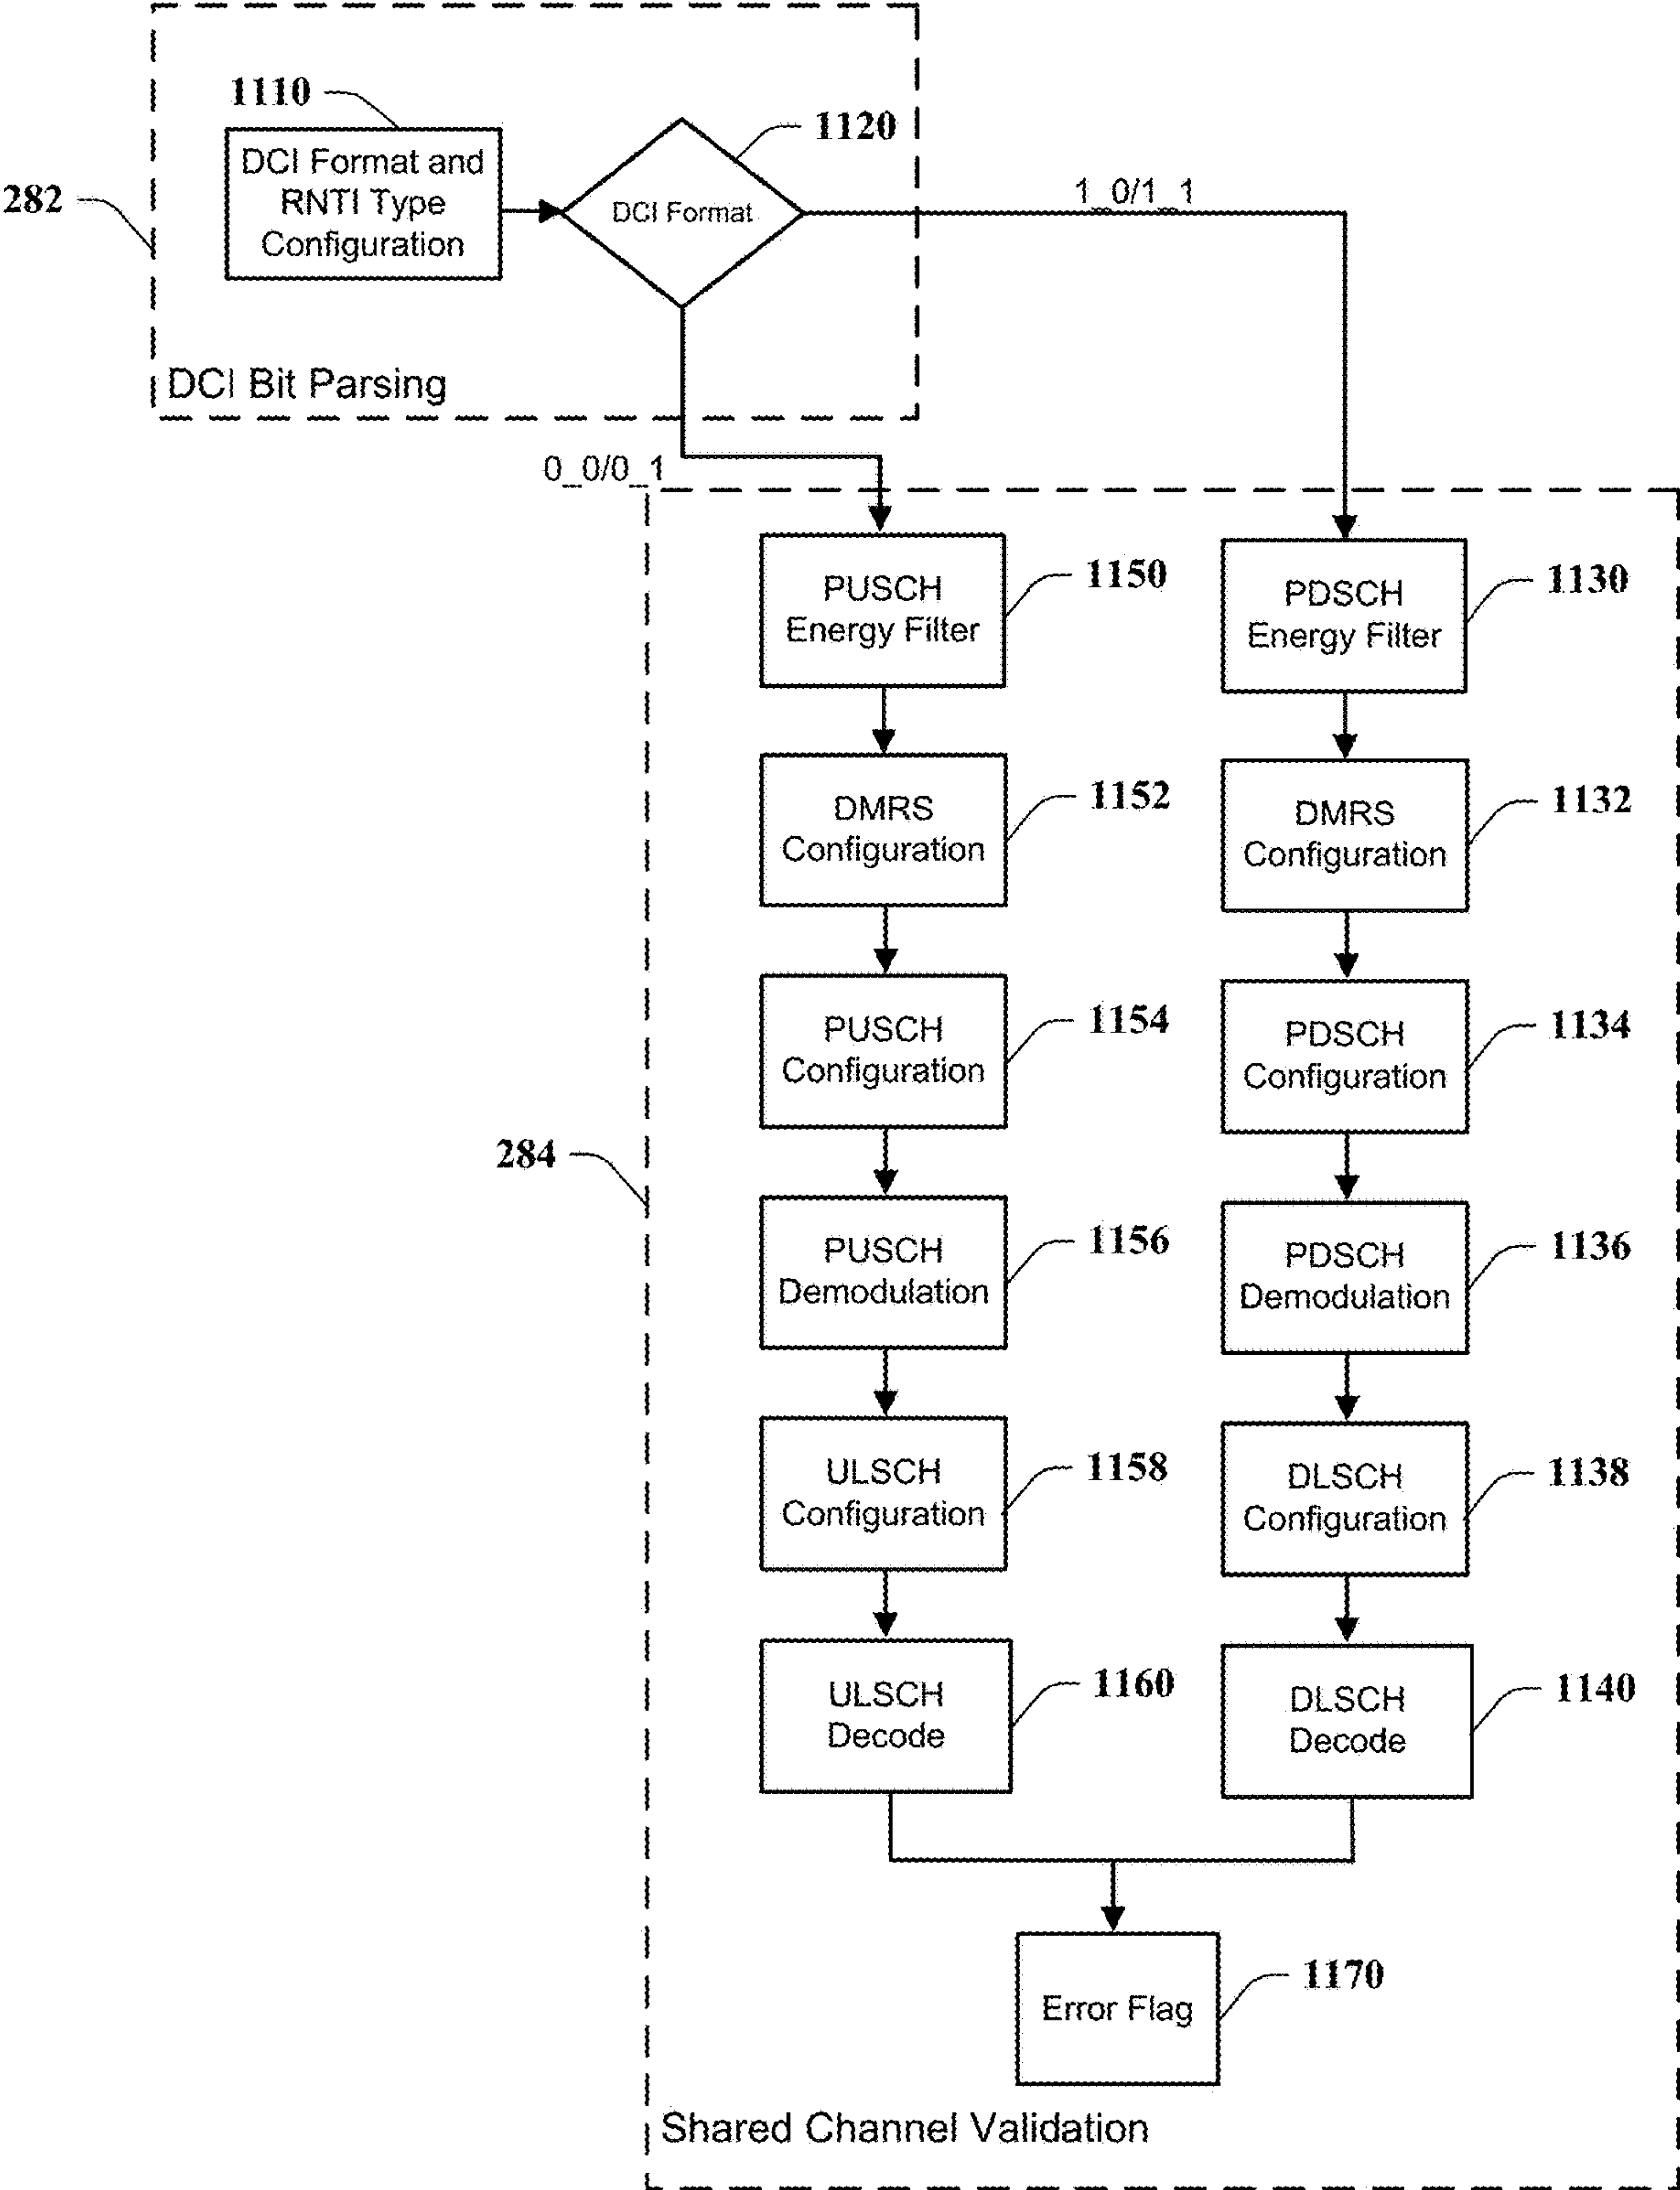 1110
DCI Format and
RNTI Type
Configuration
1120
DCI Format
282
1_0/1_1
DCI Bit Parsing
0_0/0_1
PUSCH
Energy Filter
1150
PDSCH
Energy Filter
1130
DMRS
Configuration
1152
DMRS
Configuration
1132
PUSCH
Configuration
1154
PDSCH
Configuration
1134
284
PUSCH
Demodulation
1156
PDSCH
Demodulation
1136
ULSCH
Configuration
1158
DLSCH
Configuration
1138
ULSCH
Decode
1160
DLSCH
Decode
1140
Error Flag
1170
Shared Channel Validation